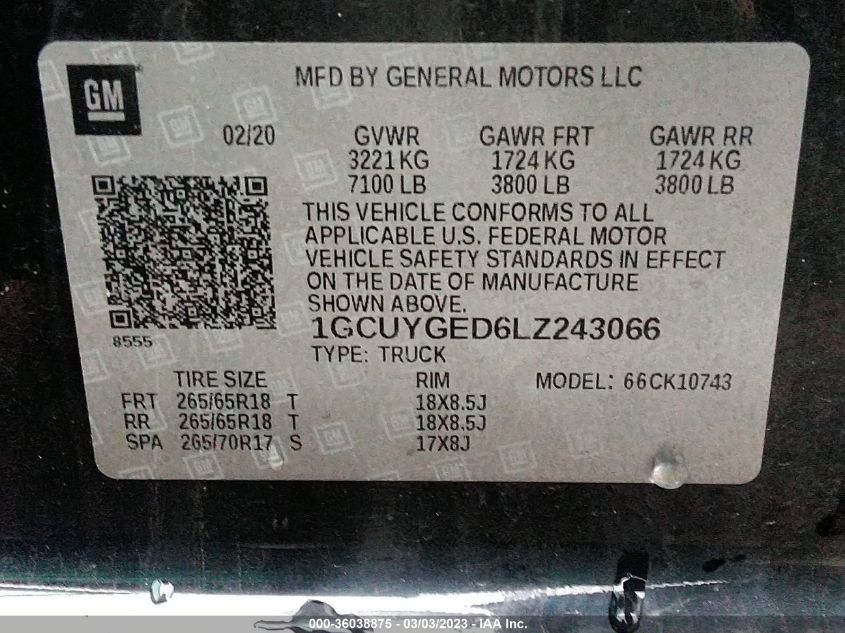 GM
MFD BY GENERAL MOTORS LLC
02/20 GVWR GAWR FRT GAWR RR
3221 KG 1724 KG 1724 KG
7100 LB 3800 LB 3800 LB
THIS VEHICLE CONFORMS TO ALL
APPLICABLE U.S. FEDERAL MOTOR
VEHICLE SAFETY STANDARDS IN EFFECT
ON THE DATE OF MANUFACTURE
SHOWN ABOVE.
8555
1GCUYGED6LZ243066
TYPE: TRUCK
TIRE SIZE RIM MODEL: 66CK10743
FRT 265/65R18 T 18X8.5J
RR 265/65R18 T 18X8.5J
SPA 265/70R17 S 17X8J
000-36038875 - 03/03/2023 - IAA Inc.